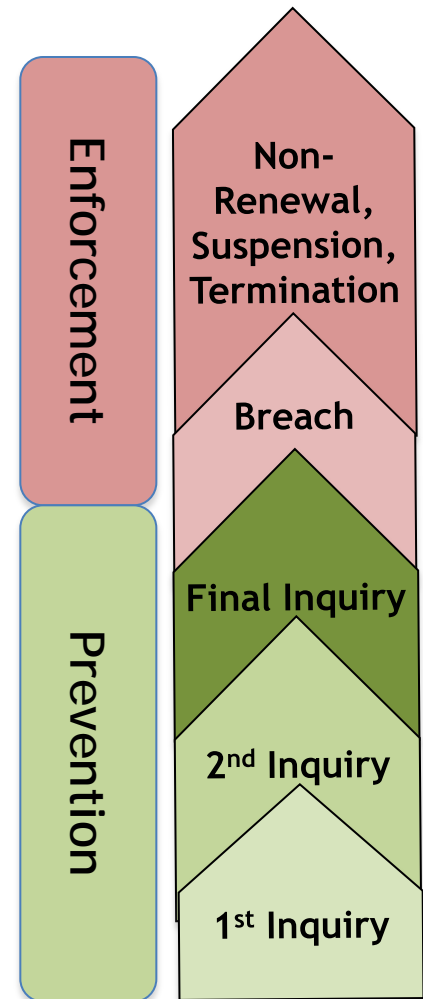 Enforcement
Non-
Renewal,
Suspension,
Termination
Breach
Prevention
Final Inquiry
2nd Inquiry
1st Inquiry